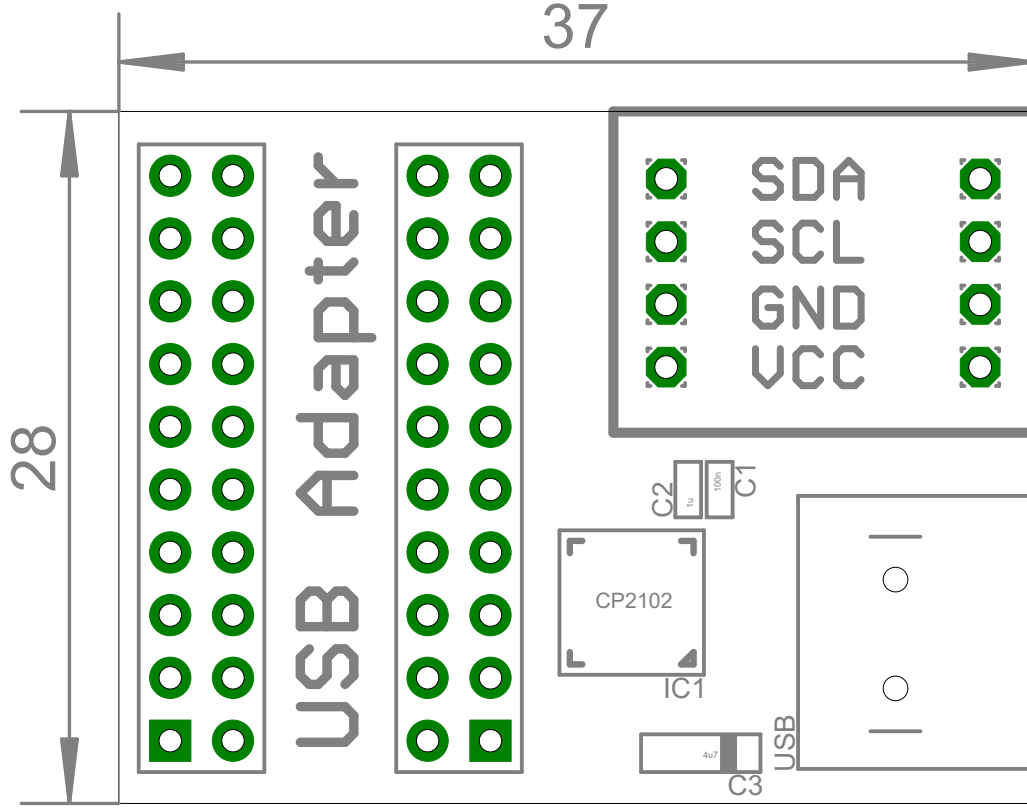 37
28
USB Adapter
SDA
SCL
GND
VCC
C2
1u
100n
C1
CP2102
IC1
USB
4u7
C3